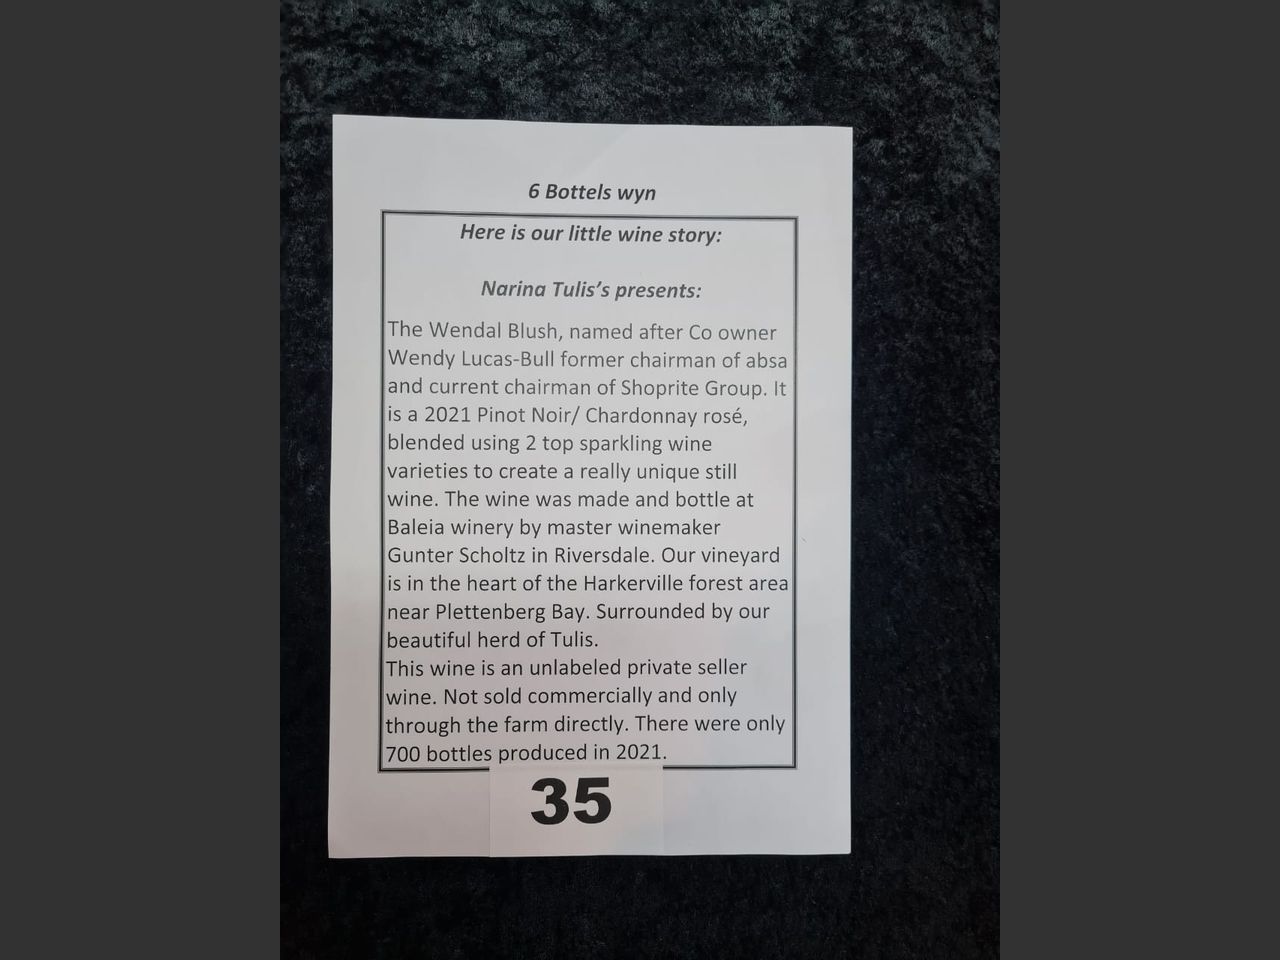 6 Bottels wyn
Here is our little wine story:
Narina Tulis's presents:
The Wendal Blush, named after Co owner
Wendy Lucas-Bull former chairman of absa
and current chairman of Shoprite Group. It
is a 2021 Pinot Noir/ Chardonnay rosé,
blended using 2 top sparkling wine
varieties to create a really unique still
wine. The wine was made and bottle at
Baleia winery by master winemaker
Gunter Scholtz in Riversdale. Our vineyard
is in the heart of the Harkerville forest area
near Plettenberg Bay. Surrounded by our
beautiful herd of Tulis.
This wine is an unlabeled private seller
wine. Not sold commercially and only
through the farm directly. There were only
700 bottles produced in 2021.
35